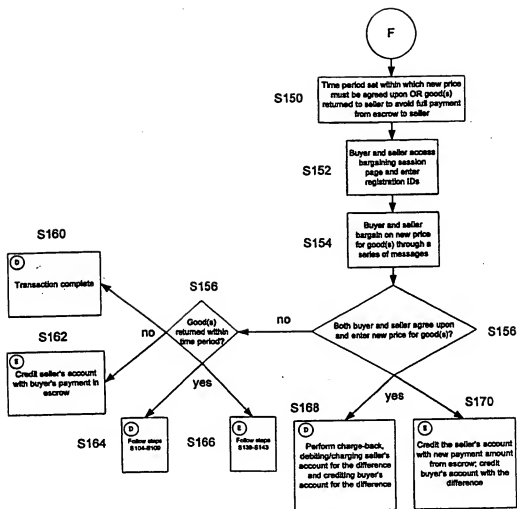 F
S150
Time period set within which new price
must be agreed upon OR good(s)
returned to seller to avoid full payment
from escrow to seller
S152
Buyer and seller access
bargaining session
page and enter
registration IDs
S154
Buyer and seller
bargain on new price
for good(s) through a
series of messages
S156
Both buyer and seller agree upon
and enter new price for good(s)?
no
yes
S156
Good(s)
returned within
time period?
no
yes
S160
D
Transaction complete
S162
E
Credit seller's account
with buyer's payment in
escrow
S164
D
Follow steps
S104-S109
S166
E
Follow steps
S139-S143
S168
D
Perform charge-back,
debiting/charging seller's
account for the difference
and crediting buyer's
account for the difference
S170
E
Credit the seller's account
with new payment amount
from escrow; credit
buyer's account with the
difference